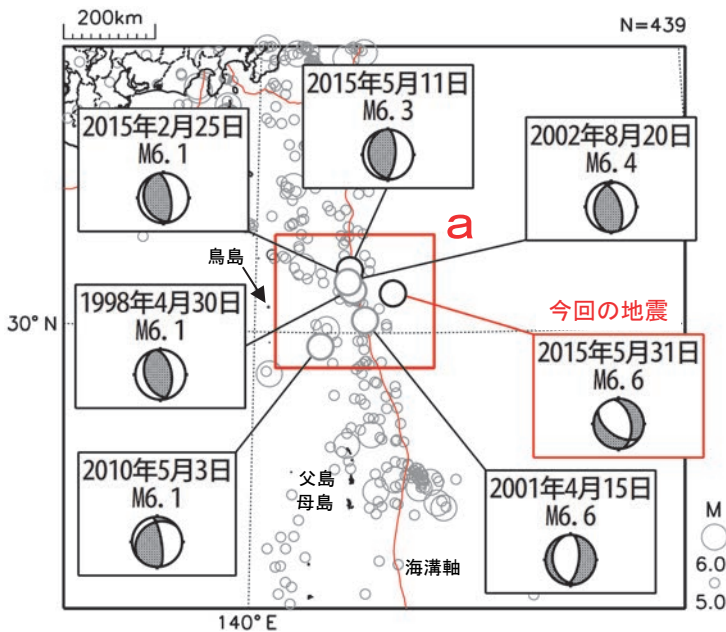 200km
N=439
2015年5月11日
M6.3
2015年2月25日
M6.1
2002年8月20日
M6.4
a
鳥島
1998年4月30日
M6.1
30°N
今回の地震
2015年5月31日
M6.6
2010年5月3日
M6.1
父島
母島
2001年4月15日
M6.6
海溝軸
M
6.0
5.0
140°E